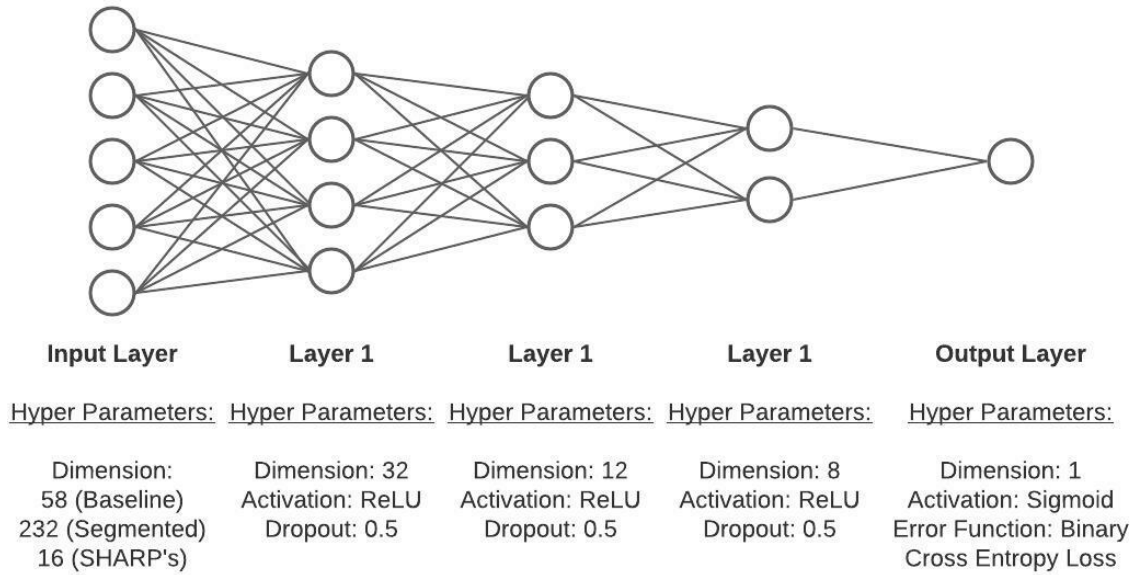 Input Layer
Layer 1
Layer 1
Layer 1
Output Layer
Hyper Parameters:
Hyper Parameters:
Hyper Parameters:
Hyper Parameters:
Hyper Parameters:
Dimension:
58 (Baseline)
232 (Segmented)
16 (SHARP's)
Dimension: 32
Activation: ReLU
Dropout: 0.5
Dimension: 12
Activation: ReLU
Dropout: 0.5
Dimension: 8
Activation: ReLU
Dropout: 0.5
Dimension: 1
Activation: Sigmoid
Error Function: Binary
Cross Entropy Loss